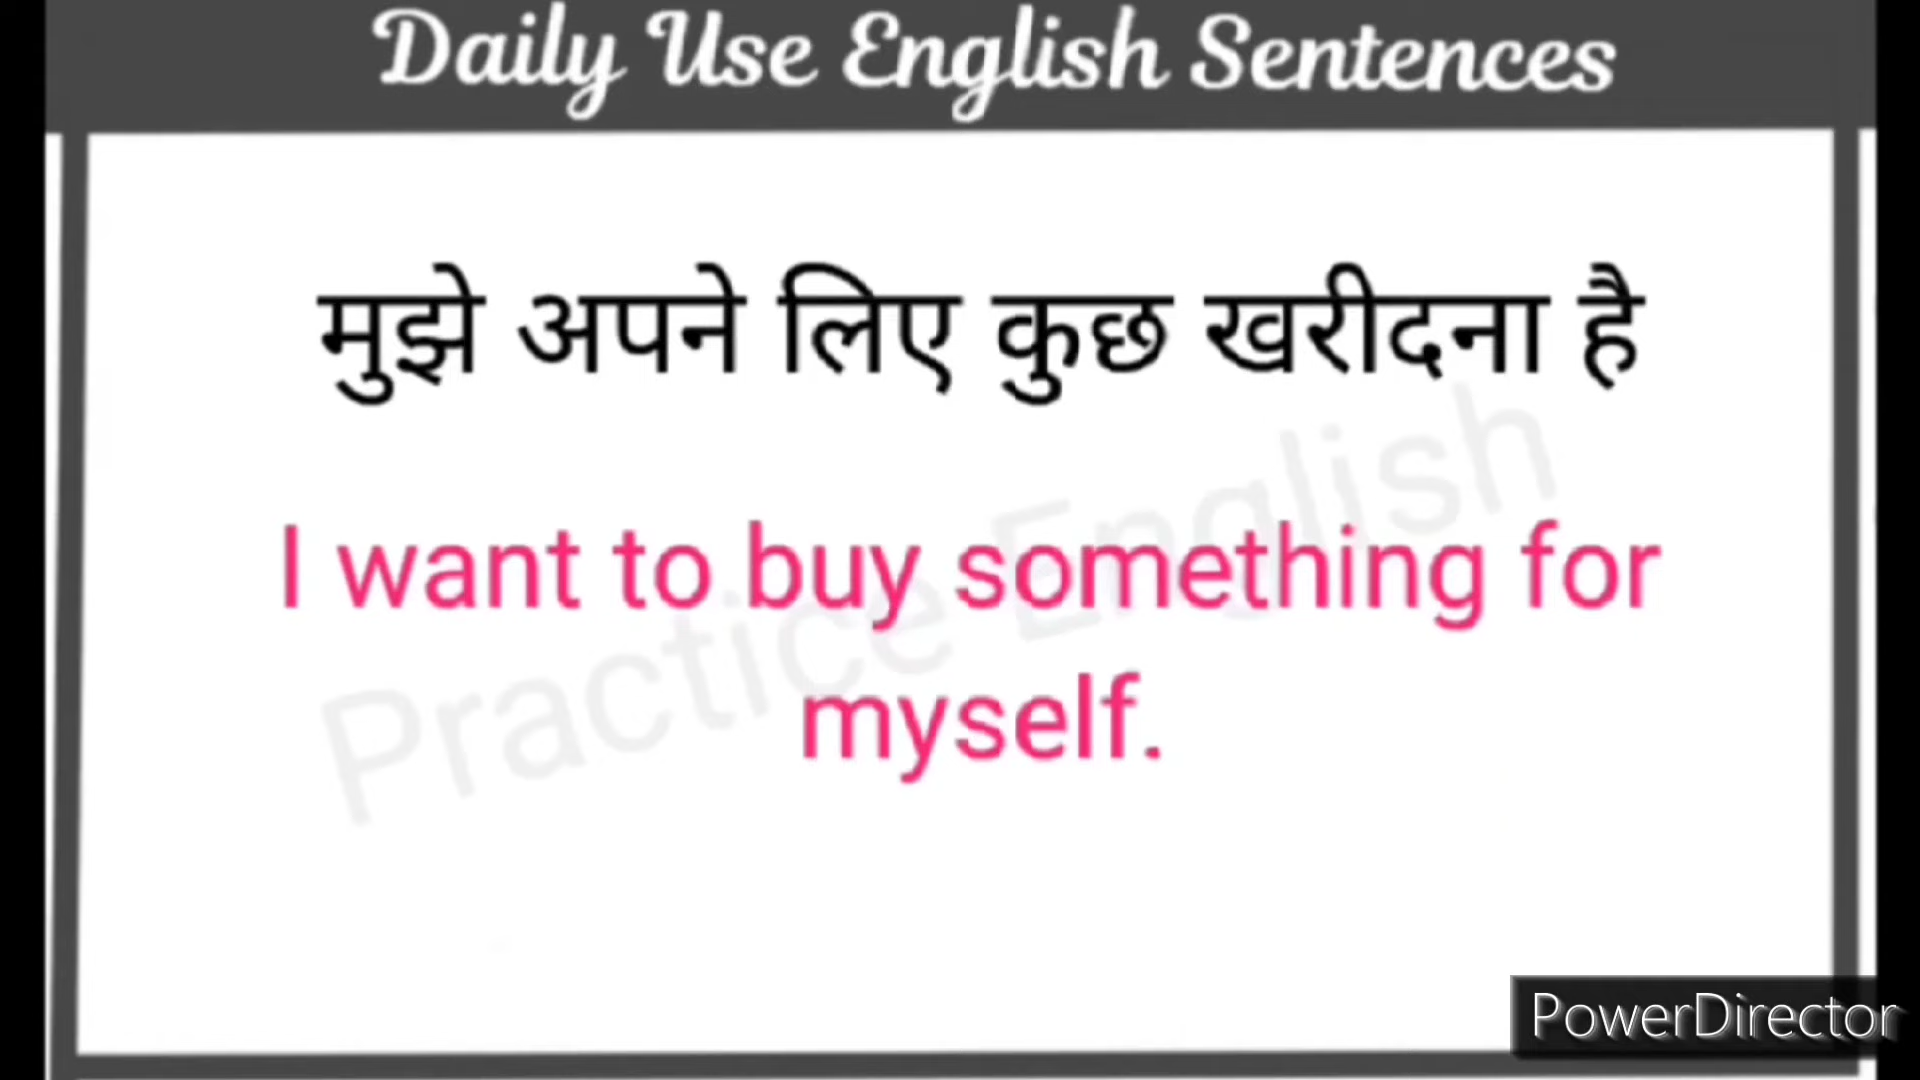 Daily Use English Sentences
मुझे अपने लिए कुछ खरीदना है
I want to buy something for
myself.
Practice English
PowerDirector